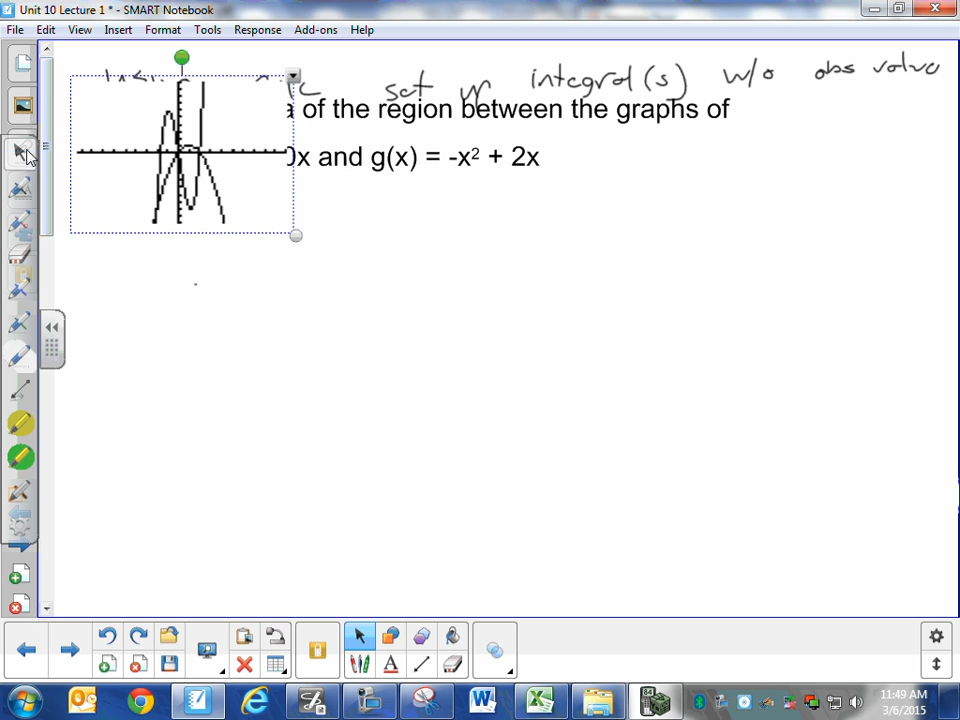 Unit 10 Lecture 1 * - SMART Notebook
File Edit View Insert Format Tools Response Add-ons Help
set integral(s) w/o abs value
of the region between the graphs of
0x and g(x) = -x² + 2x
11:49 AM
3/6/2015